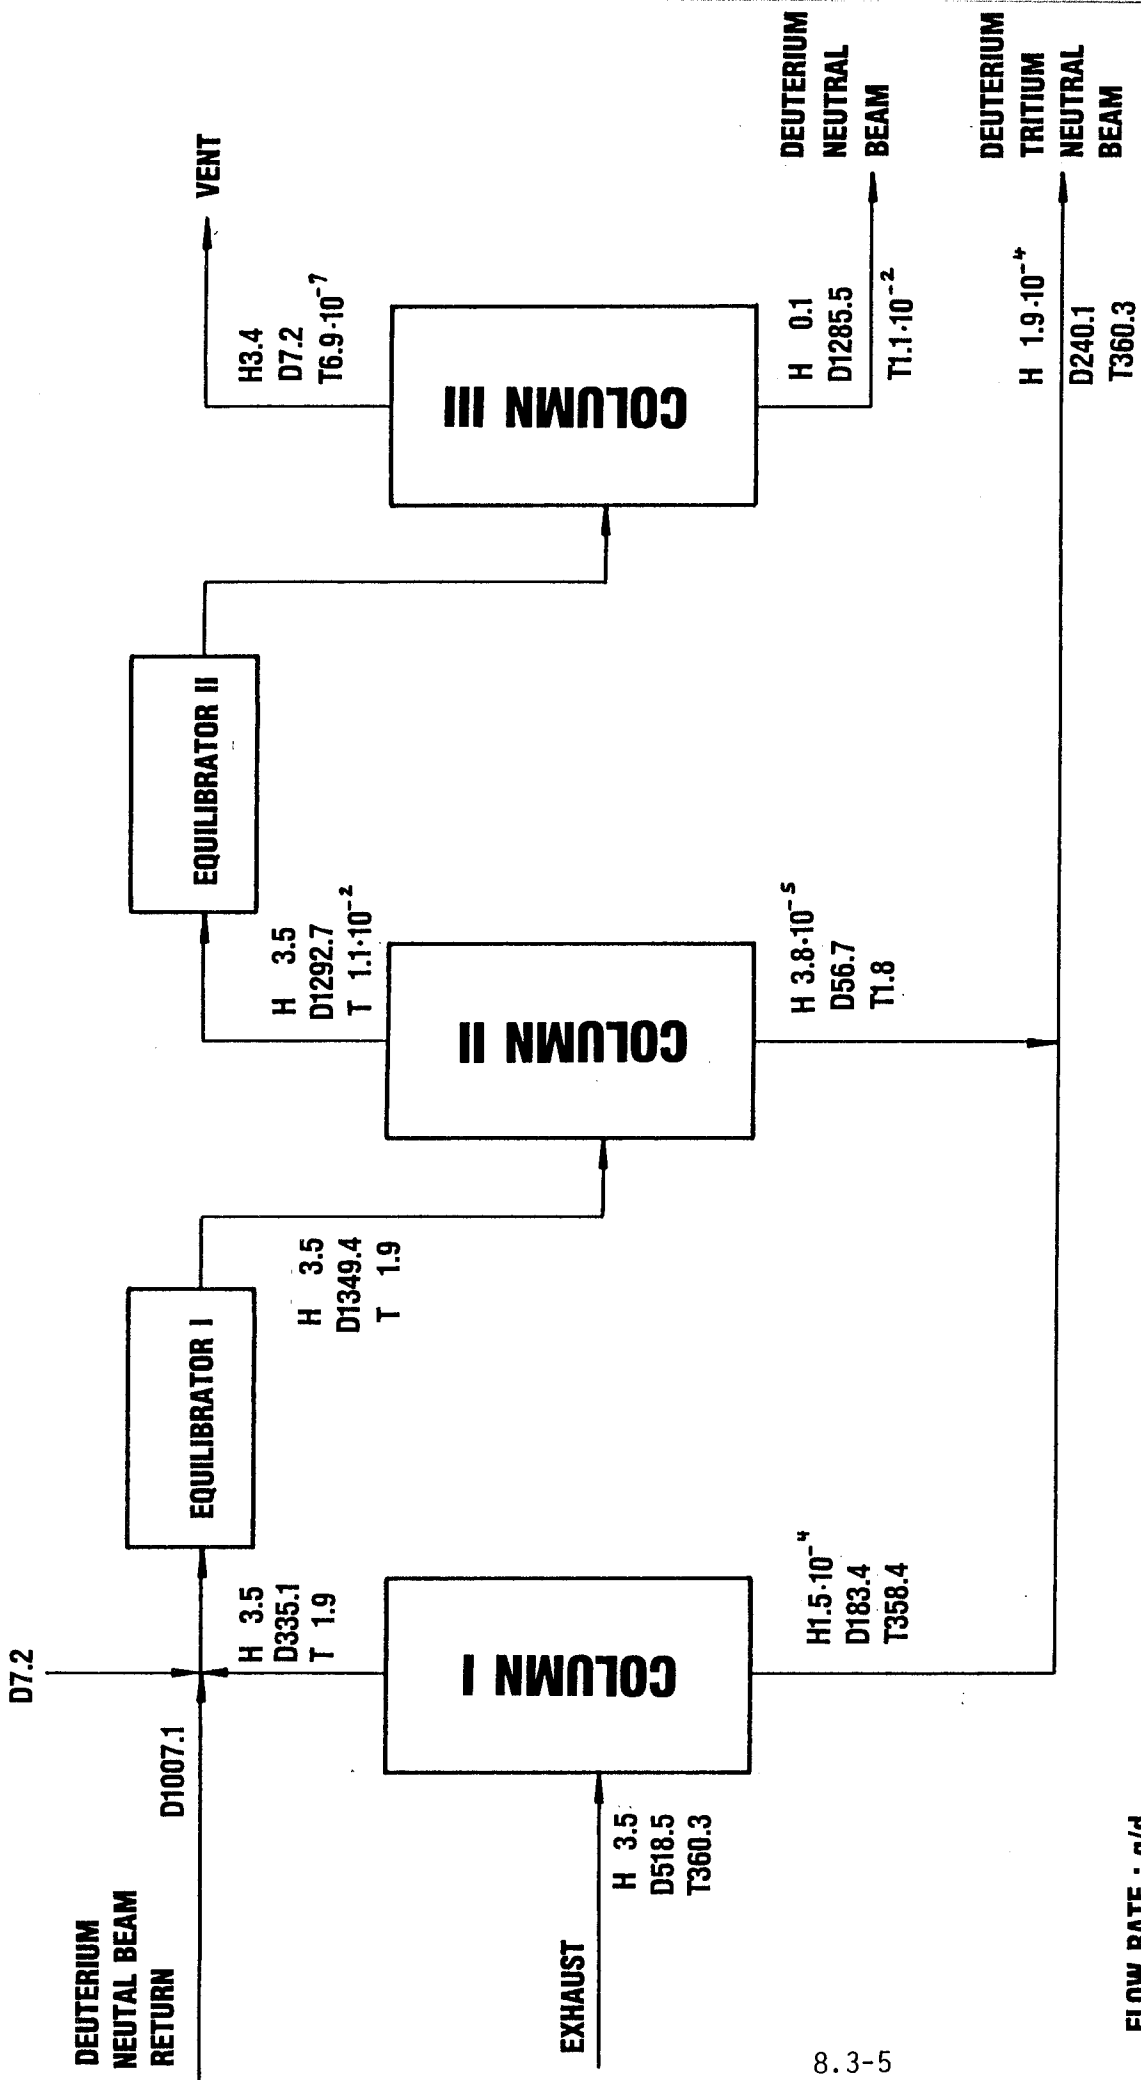 DEUTERIUM
NEUTAL BEAM
RETURN
D1007.1
D7.2
EXHAUST
H 3.5
D518.5
T360.3
COLUMN I
H 3.5
D335.1
T 1.9
H1.5·10⁻⁴
D183.4
T358.4
EQUILIBRATOR I
H 3.5
D1349.4
T 1.9
COLUMN II
H 3.5
D1292.7
T 1.1·10⁻²
H 3.8·10⁻⁵
D56.7
T1.8
EQUILIBRATOR II
COLUMN III
H3.4
D7.2
T6.9·10⁻⁷
VENT
H 0.1
D1285.5
T1.1·10⁻²
DEUTERIUM
NEUTRAL
BEAM
H 1.9·10⁻⁴
D240.1
T360.3
DEUTERIUM
TRITIUM
NEUTRAL
BEAM
FLOW RATE : g/d
8.3-5